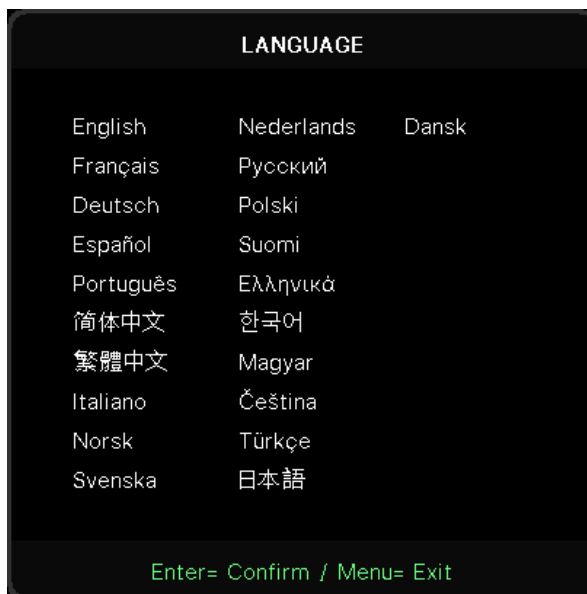 LANGUAGE
English Nederlands Dansk
Français Русский
Deutsch Polski
Español Suomi
Português Ελληνικά
简体中文 한국어
繁體中文 Magyar
Italiano Čeština
Norsk Türkçe
Svenska 日本語
Enter= Confirm / Menu= Exit